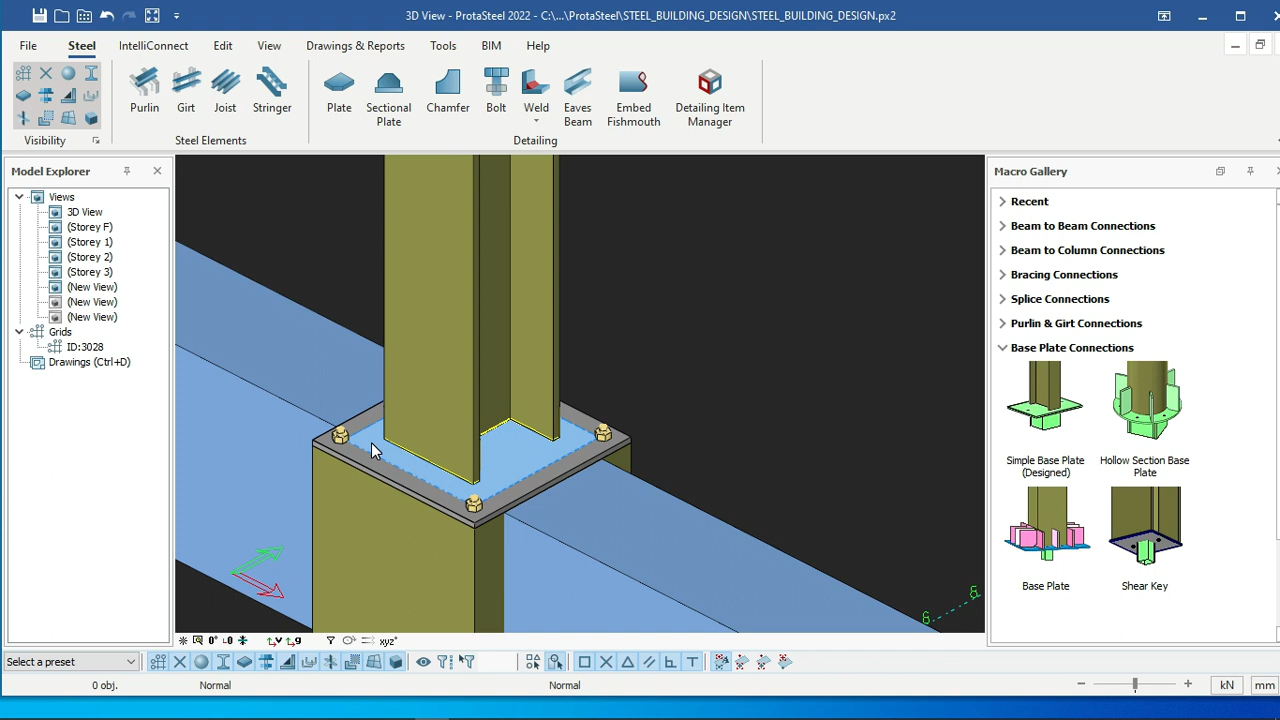 3D View - ProtaSteel 2022 - C:\...\ProtaSteel\STEEL_BUILDING_DESIGN\STEEL_BUILDING_DESIGN.px2
File Steel IntelliConnect Edit View Drawings & Reports Tools BIM Help
Purlin Girt Joist Stringer Plate Sectional Plate Chamfer Bolt Weld Eaves Beam Embed Fishmouth Detailing Item Manager
Visibility Steel Elements Detailing
Model Explorer
Views
3D View
(Storey F)
(Storey 1)
(Storey 2)
(Storey 3)
(New View)
(New View)
(New View)
Grids
ID:3028
Drawings (Ctrl+D)
8
8
Macro Gallery
Recent
Beam to Beam Connections
Beam to Column Connections
Bracing Connections
Splice Connections
Purlin & Girt Connections
Base Plate Connections
Simple Base Plate (Designed)
Hollow Section Base Plate
Base Plate
Shear Key
xyz*
Select a preset
0 obj. Normal Normal kN mm